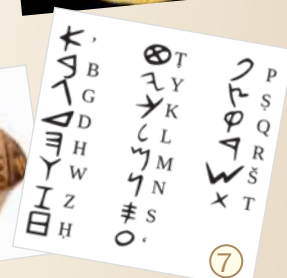 𐤀 ʼ
𐤁 B
𐤂 G
𐤃 D
𐤄 H
𐤅 W
𐤆 Z
𐤇 Ḥ
𐤈 Ṭ
𐤉 Y
𐤊 K
𐤋 L
𐤌 M
𐤍 N
𐤎 S
𐤏 ʻ
𐤐 P
𐤑 Ṣ
𐤒 Q
𐤓 R
𐤔 Š
𐤕 T
7